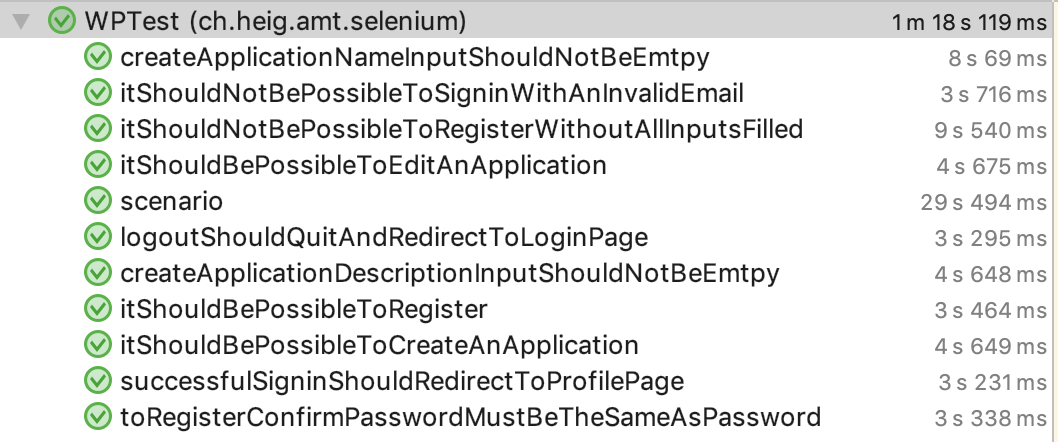 WPTest (ch.heig.amt.selenium) 1 m 18 s 119 ms
createApplicationNameInputShouldNotBeEmtpy 8 s 69 ms
itShouldNotBePossibleToSigninWithAnInvalidEmail 3 s 716 ms
itShouldNotBePossibleToRegisterWithoutAllInputsFilled 9 s 540 ms
itShouldBePossibleToEditAnApplication 4 s 675 ms
scenario 29 s 494 ms
logoutShouldQuitAndRedirectToLoginPage 3 s 295 ms
createApplicationDescriptionInputShouldNotBeEmtpy 4 s 648 ms
itShouldBePossibleToRegister 3 s 464 ms
itShouldBePossibleToCreateAnApplication 4 s 649 ms
successfulSigninShouldRedirectToProfilePage 3 s 231 ms
toRegisterConfirmPasswordMustBeTheSameAsPassword 3 s 338 ms